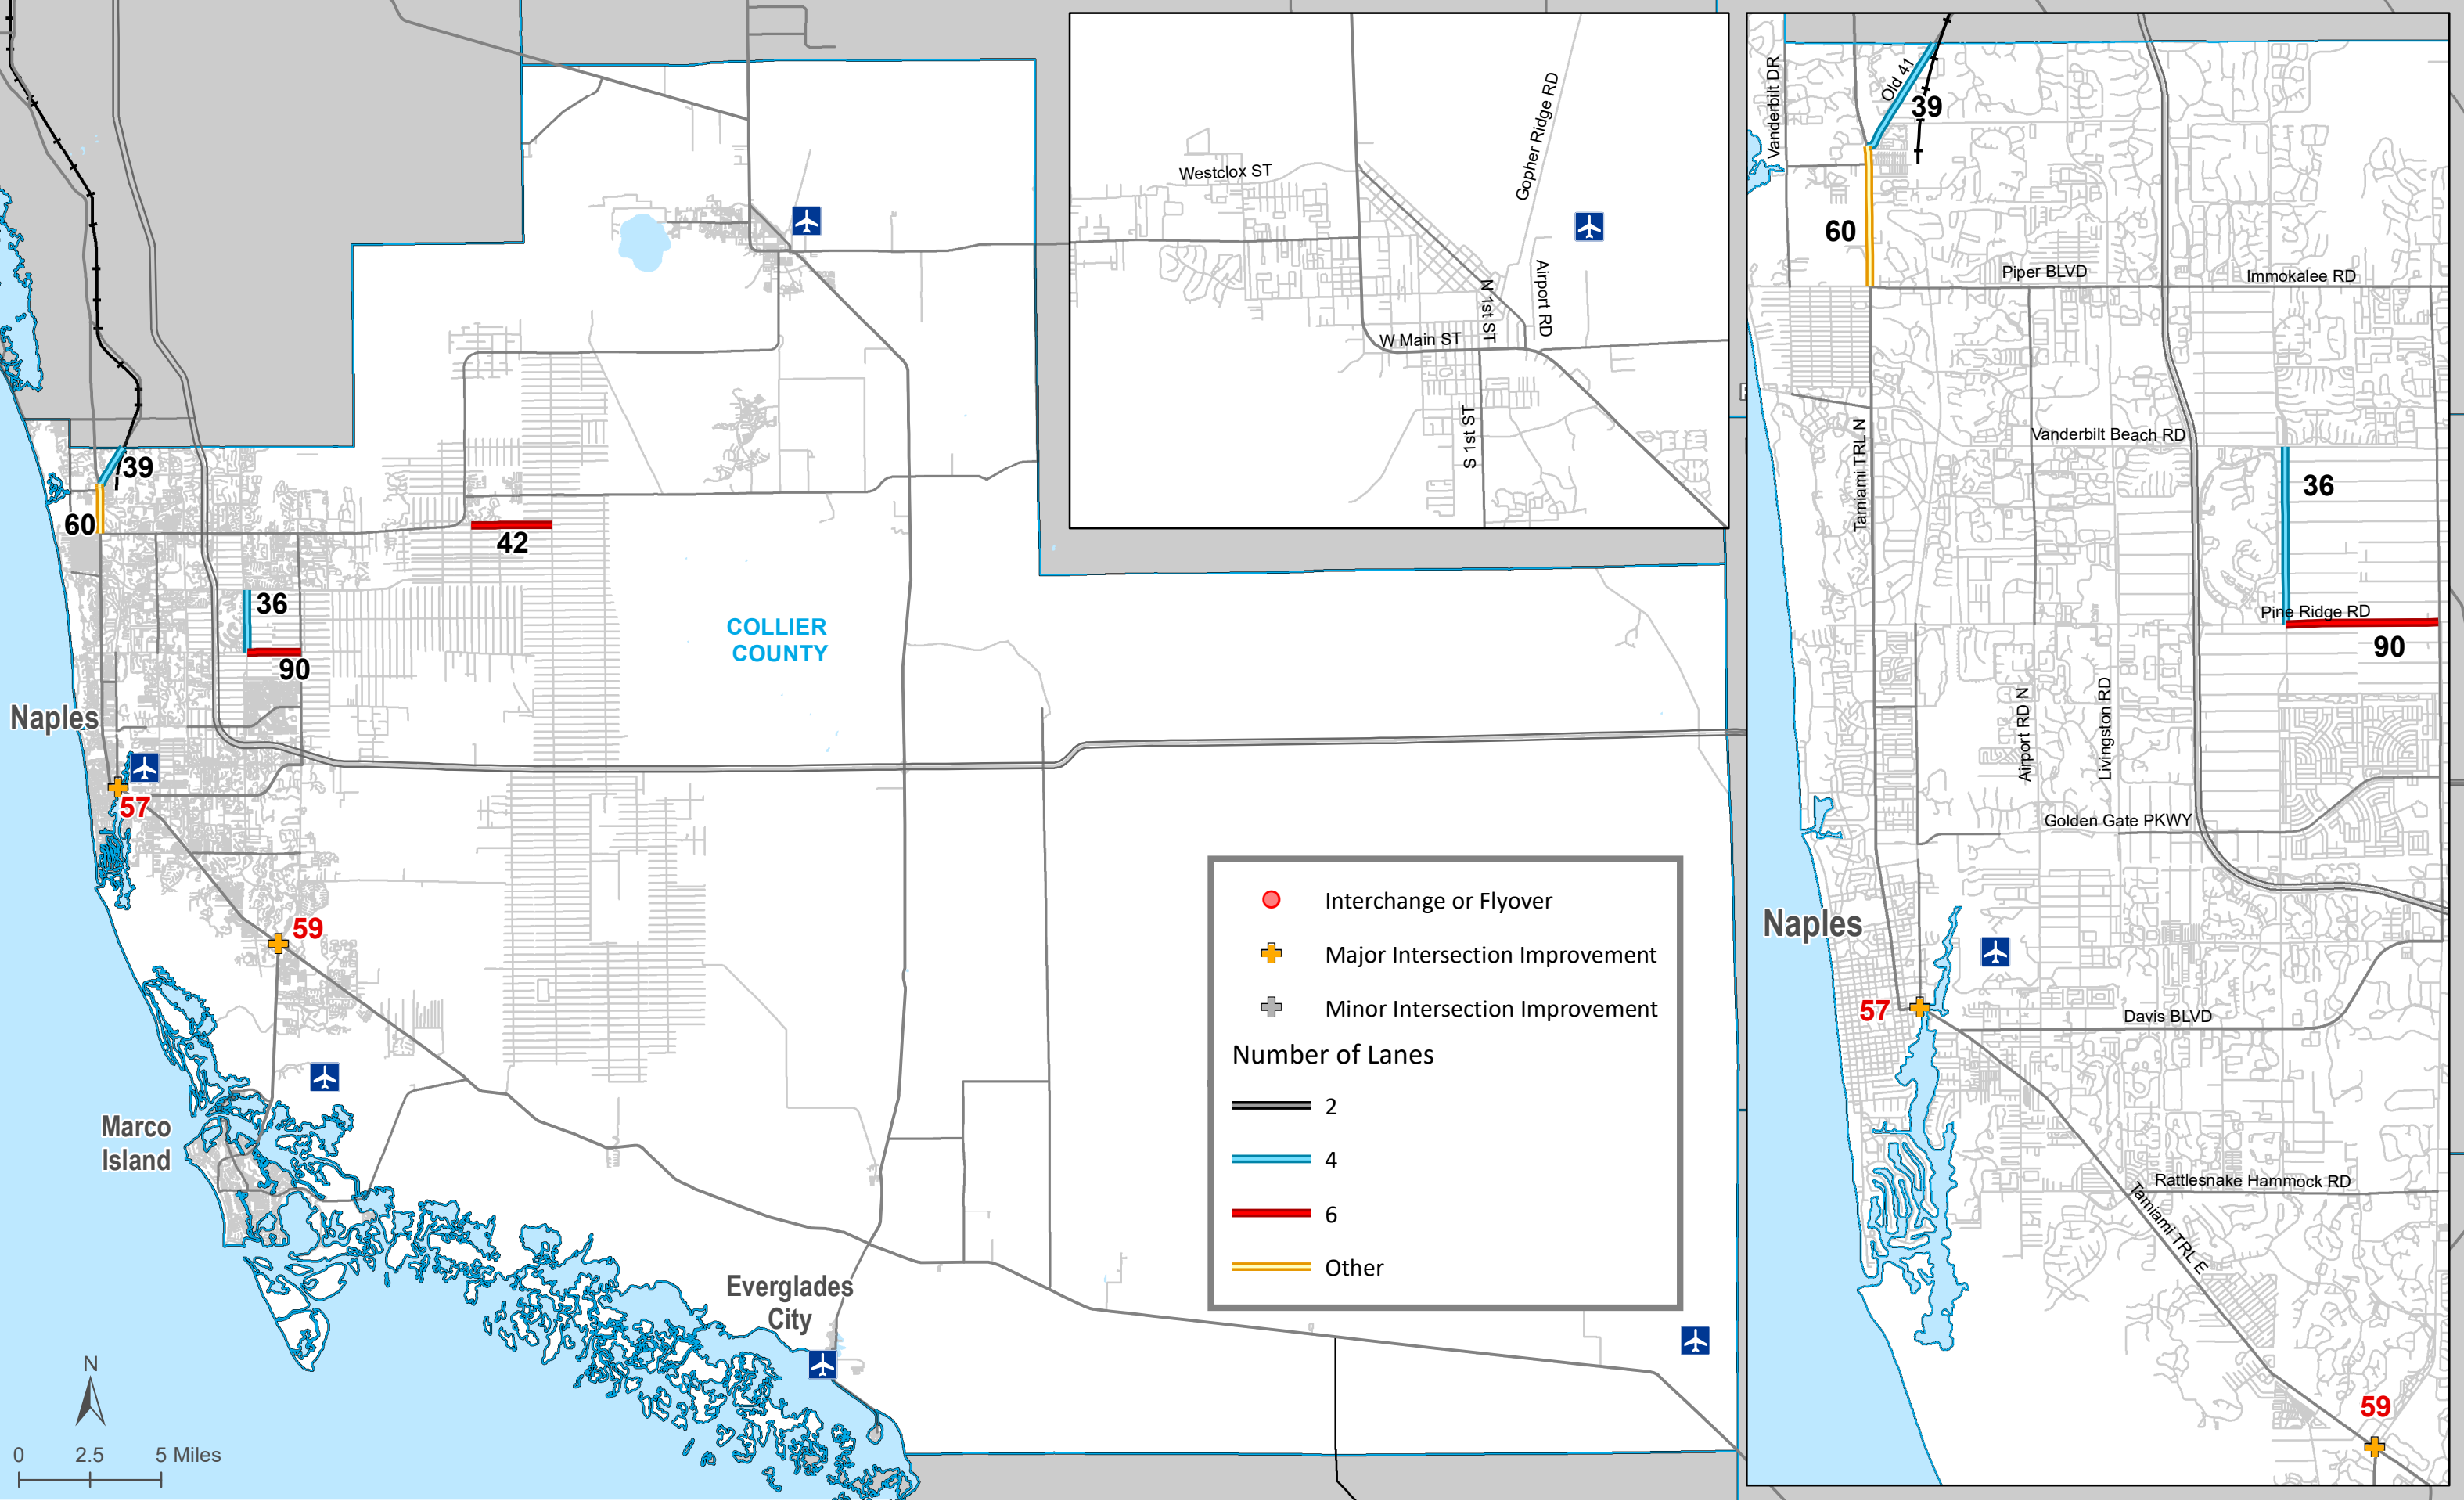 39
60
42
36
90
COLLIER
COUNTY
Naples
57
59
Marco
Island
Everglades
City
N
0 2.5 5 Miles
Westclox ST
Gopher Ridge RD
Airport RD
N 1st ST
W Main ST
S 1st ST
Interchange or Flyover
Major Intersection Improvement
Minor Intersection Improvement
Number of Lanes
2
4
6
Other
Vanderbilt DR
Old 41
39
60
Piper BLVD
Immokalee RD
Tamiami TRL N
Vanderbilt Beach RD
36
Pine Ridge RD
90
Airport RD N
Livingston RD
Golden Gate PKWY
Naples
57
Davis BLVD
Rattlesnake Hammock RD
Tamiami TRL E
59